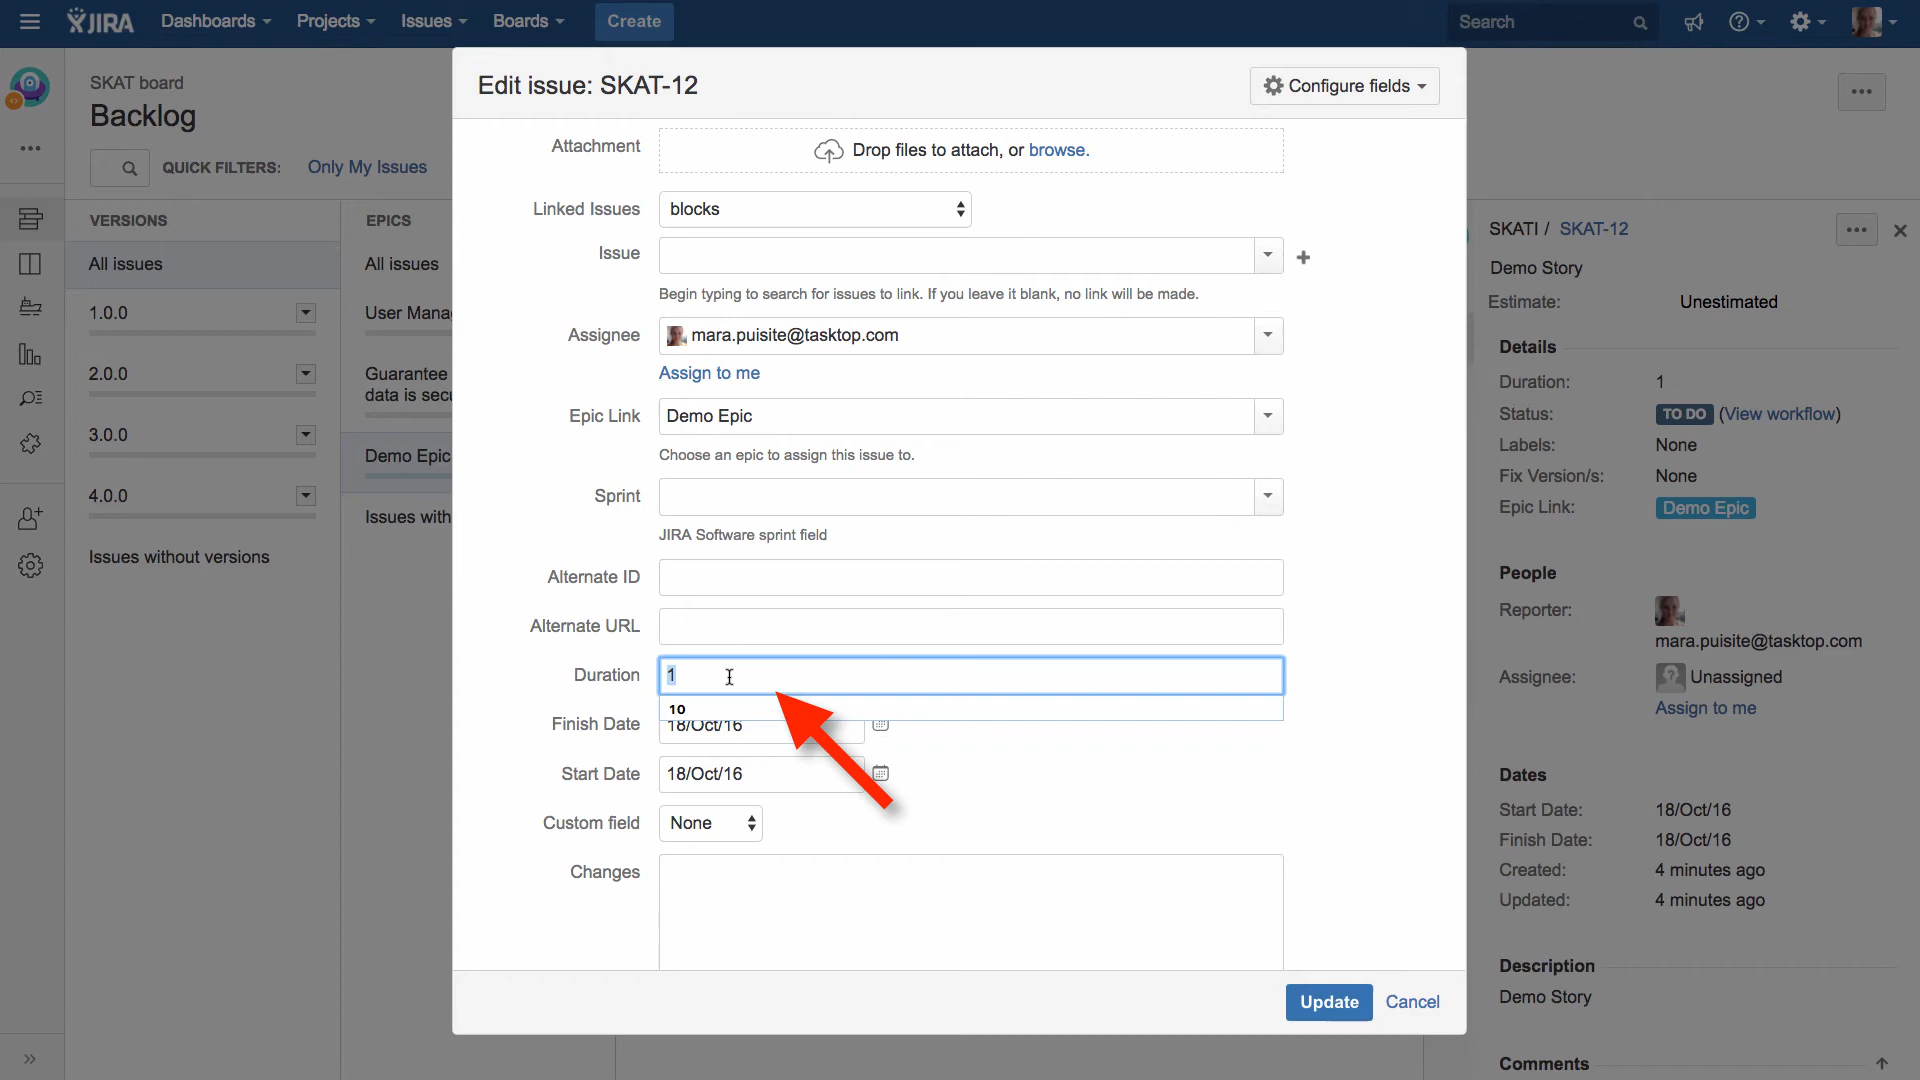 JIRA Dashboards Projects Issues Boards Create Search
SKAT board
Backlog
QUICK FILTERS: Only My Issues
VERSIONS
All issues
1.0.0
2.0.0
3.0.0
4.0.0
Issues without versions
EPICS
All issues
User Mana
Guarantee
data is secu
Demo Epic
Issues with
Edit issue: SKAT-12
Configure fields
Attachment
Drop files to attach, or browse.
Linked Issues
blocks
Issue
Begin typing to search for issues to link. If you leave it blank, no link will be made.
Assignee
mara.puisite@tasktop.com
Assign to me
Epic Link
Demo Epic
Choose an epic to assign this issue to.
Sprint
JIRA Software sprint field
Alternate ID
Alternate URL
Duration
1
10
Finish Date
18/Oct/16
Start Date
18/Oct/16
Custom field
None
Changes
Update Cancel
SKATI / SKAT-12
Demo Story
Estimate: Unestimated
Details
Duration: 1
Status: TO DO (View workflow)
Labels: None
Fix Version/s: None
Epic Link: Demo Epic
People
Reporter:
mara.puisite@tasktop.com
Assignee: Unassigned
Assign to me
Dates
Start Date: 18/Oct/16
Finish Date: 18/Oct/16
Created: 4 minutes ago
Updated: 4 minutes ago
Description
Demo Story
Comments